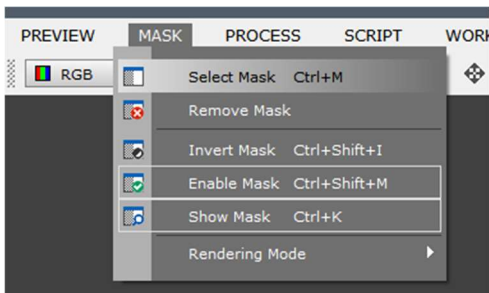 PREVIEW MASK PROCESS SCRIPT WORK
RGB
Select Mask Ctrl+M
Remove Mask
Invert Mask Ctrl+Shift+I
Enable Mask Ctrl+Shift+M
Show Mask Ctrl+K
Rendering Mode